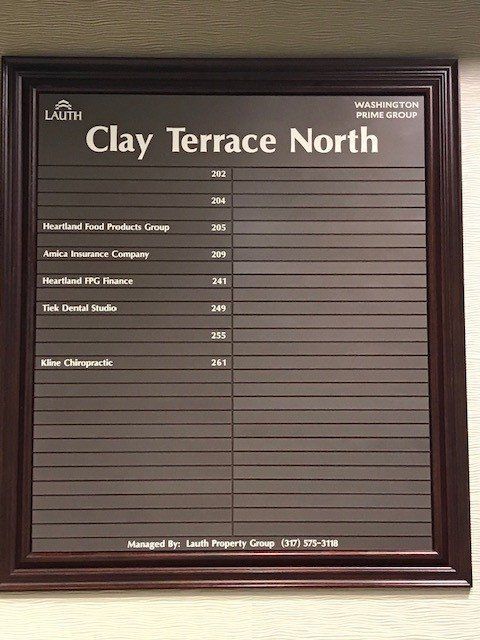 LAUTH
WASHINGTON
PRIME GROUP
Clay Terrace North
202
204
Heartland Food Products Group 205
Amica Insurance Company 209
Heartland FPG Finance 241
Tiek Dental Studio 249
255
Kline Chiropractic 261
Managed By: Lauth Property Group (317) 575-3118